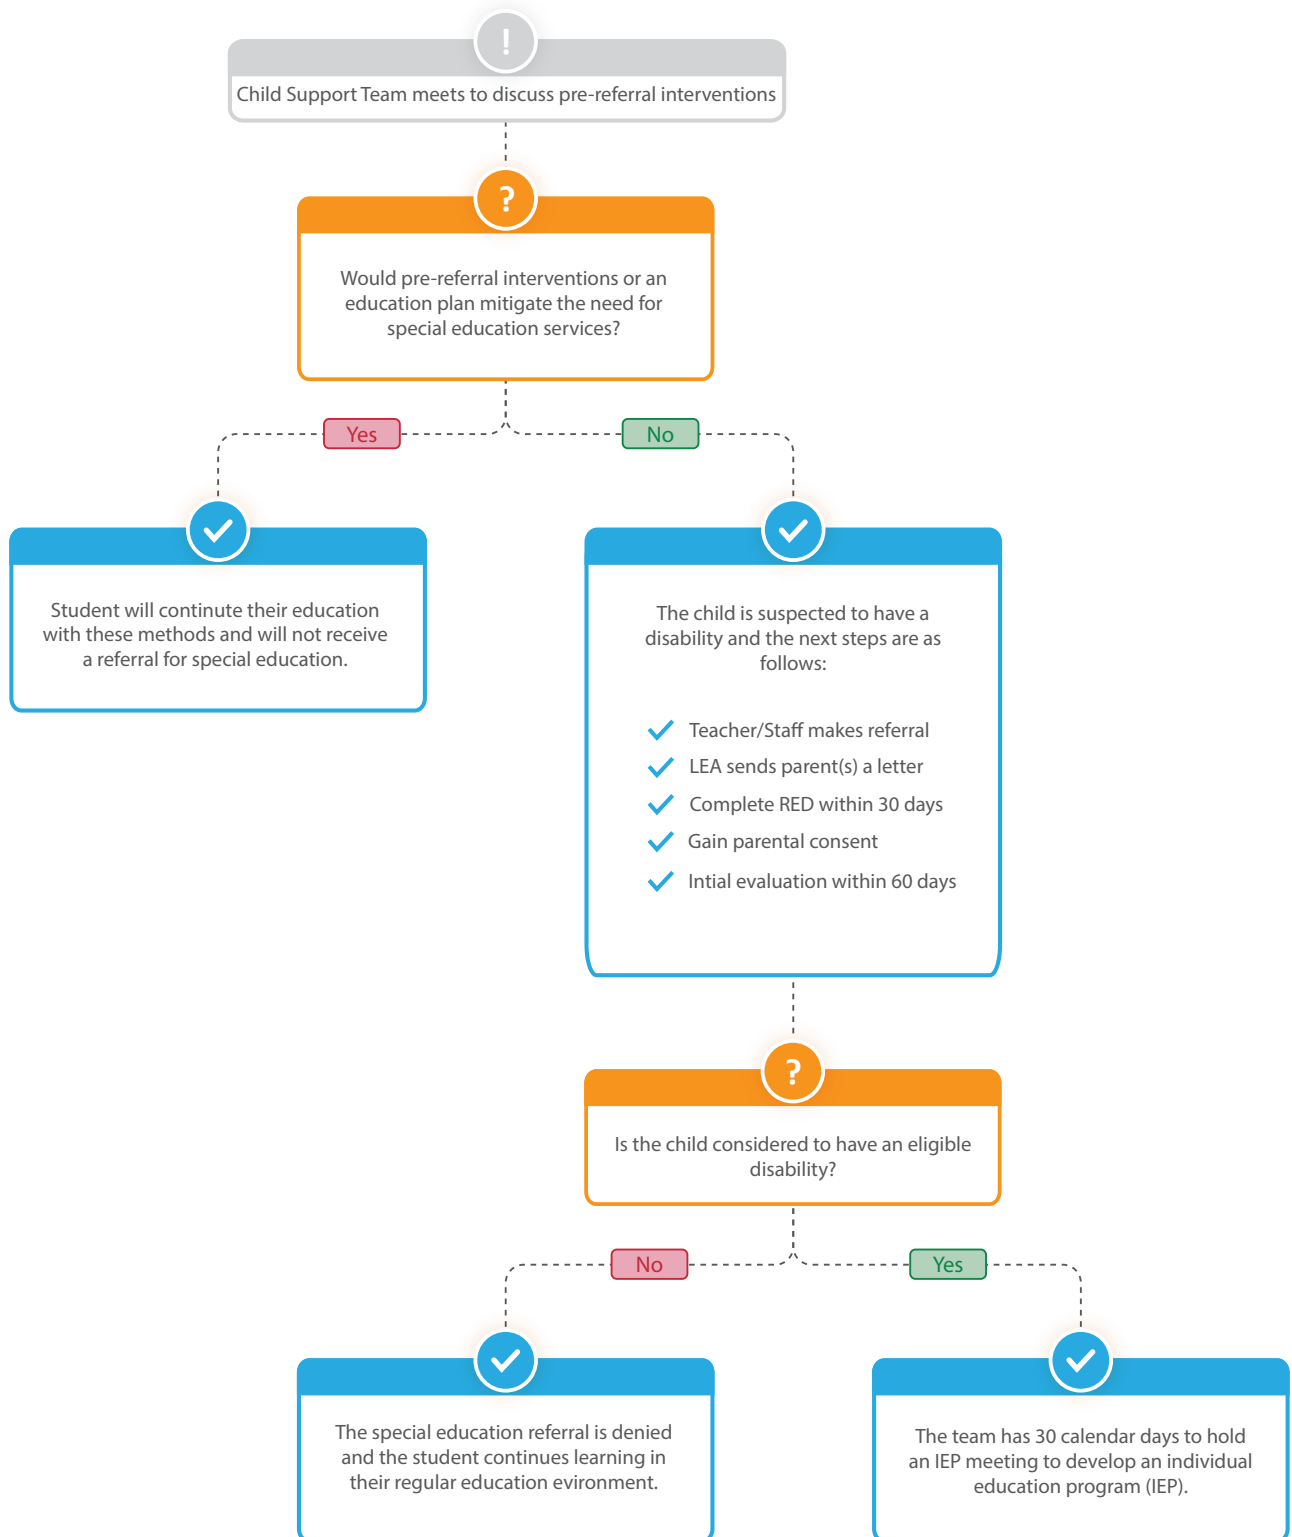 !
Child Support Team meets to discuss pre-referral interventions
?
Would pre-referral interventions or an
education plan mitigate the need for
special education services?
Yes
No
Student will continute their education
with these methods and will not receive
a referral for special education.
The child is suspected to have a
disability and the next steps are as
follows:
Teacher/Staff makes referral
LEA sends parent(s) a letter
Complete RED within 30 days
Gain parental consent
Intial evaluation within 60 days
?
Is the child considered to have an eligible
disability?
No
Yes
The special education referral is denied
and the student continues learning in
their regular education evironment.
The team has 30 calendar days to hold
an IEP meeting to develop an individual
education program (IEP).